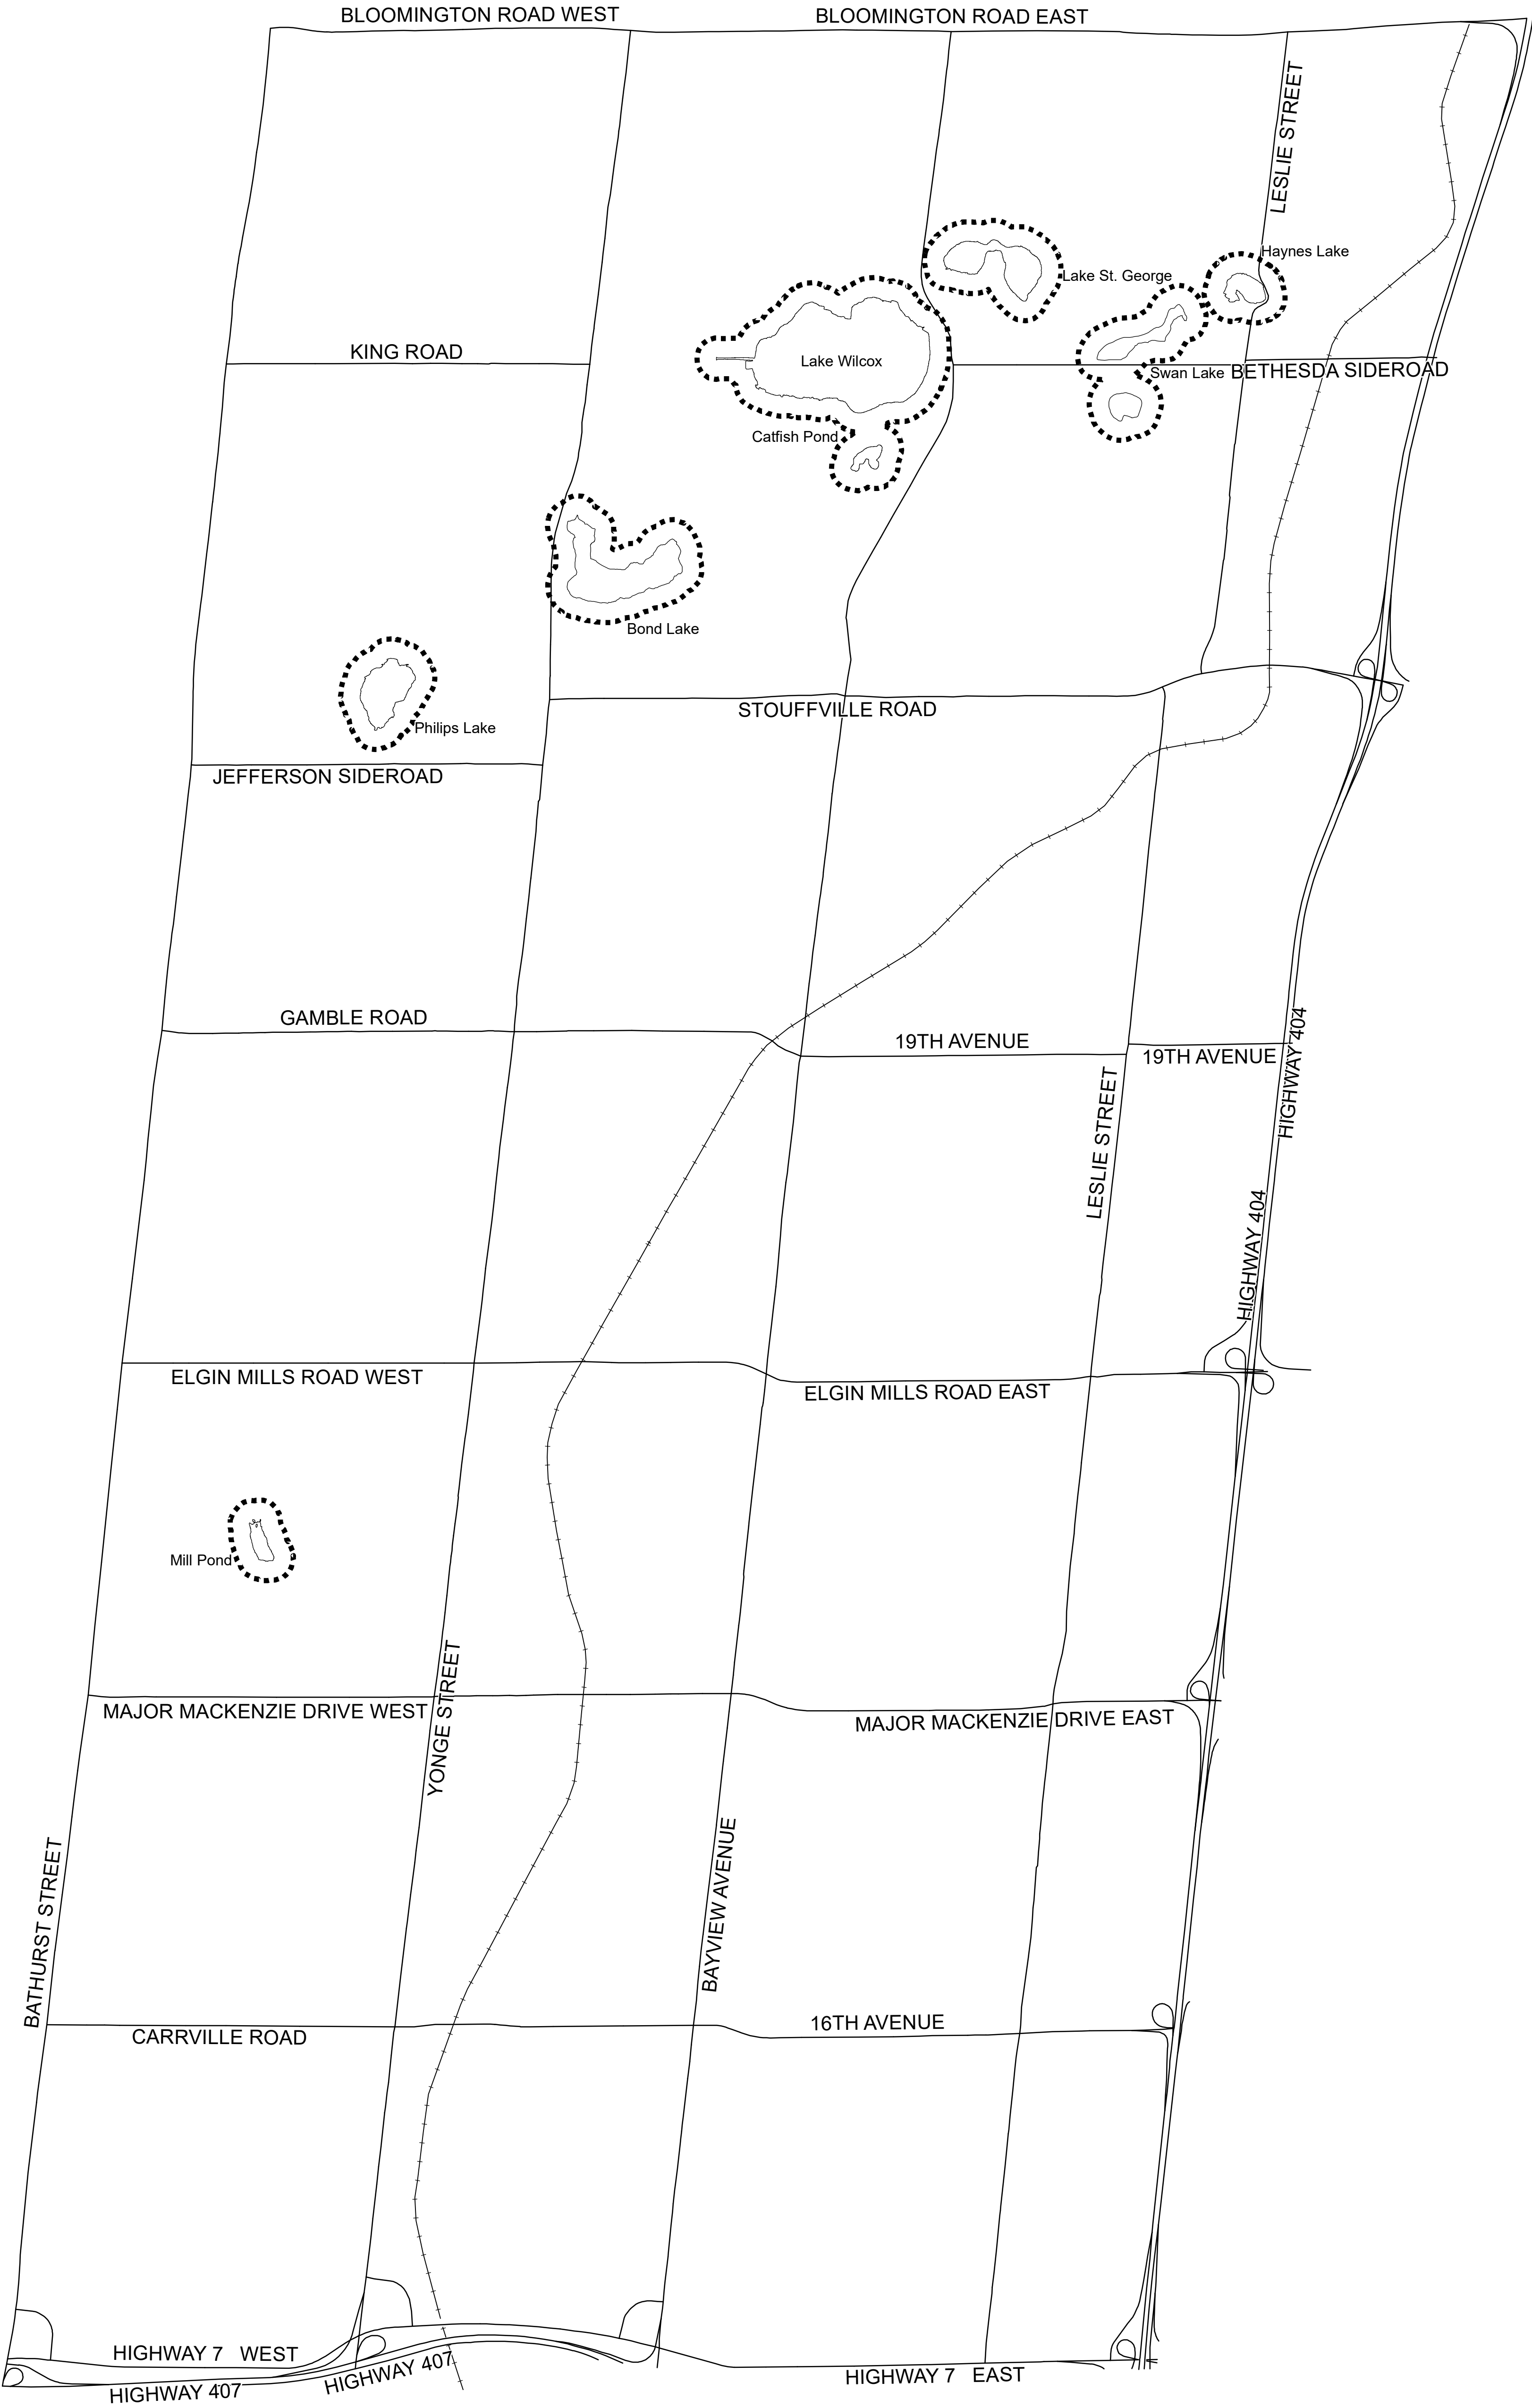 BLOOMINGTON ROAD WEST
BLOOMINGTON ROAD EAST
LESLIE STREET
Haynes Lake
Lake St. George
KING ROAD
Lake Wilcox
Swan Lake
BETHESDA SIDEROAD
Catfish Pond
Bond Lake
STOUFFVILLE ROAD
Philips Lake
JEFFERSON SIDEROAD
GAMBLE ROAD
19TH AVENUE
19TH AVENUE
HIGHWAY 404
LESLIE STREET
HIGHWAY 404
ELGIN MILLS ROAD WEST
ELGIN MILLS ROAD EAST
Mill Pond
YONGE STREET
MAJOR MACKENZIE DRIVE WEST
MAJOR MACKENZIE DRIVE EAST
BATHURST STREET
BAYVIEW AVENUE
16TH AVENUE
CARRVILLE ROAD
HIGHWAY 7 WEST
HIGHWAY 407
HIGHWAY 407
HIGHWAY 7 EAST